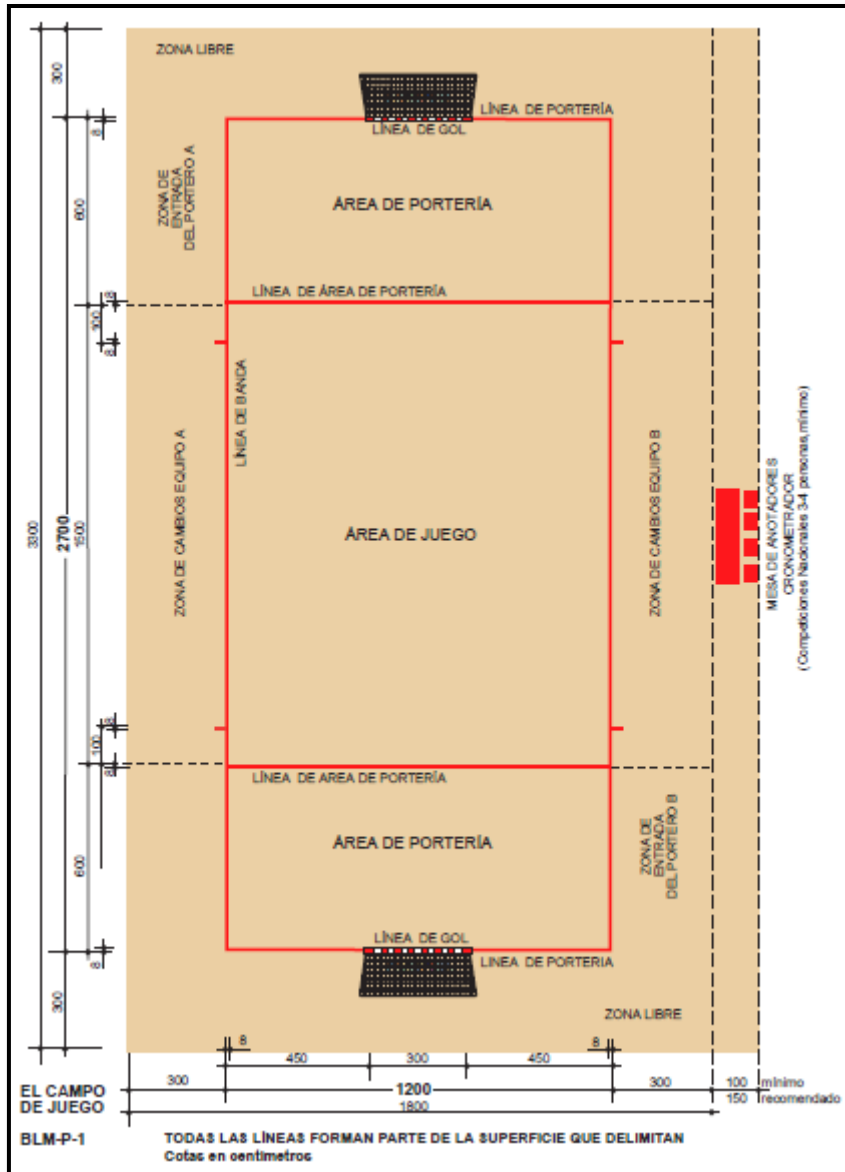 ZONA LIBRE
LÍNEA DE PORTERÍA
LÍNEA DE GOL
ZONA DE
ENTRADA
DEL PORTERO A
ÁREA DE PORTERÍA
LÍNEA DE ÁREA DE PORTERÍA
LÍNEA DE BANDA
ZONA DE CAMBIOS EQUIPO A
ÁREA DE JUEGO
ZONA DE CAMBIOS EQUIPO B
MESA DE ANOTADORES
CRONOMETRADOR
(Competiciones Nacionales 3-4 personas, mínimo)
LÍNEA DE AREA DE PORTERÍA
ÁREA DE PORTERÍA
ZONA DE
ENTRADA
DEL PORTERO B
LÍNEA DE GOL
LINEA DE PORTERIA
ZONA LIBRE
300
8
600
8
100
8
3300
2700
1500
8
100
8
600
8
300
8
8
450
300
450
300
1200
300
100 mínimo
1800
150 recomendado
EL CAMPO
DE JUEGO
BLM-P-1
TODAS LAS LÍNEAS FORMAN PARTE DE LA SUPERFICIE QUE DELIMITAN
Cotas en centímetros